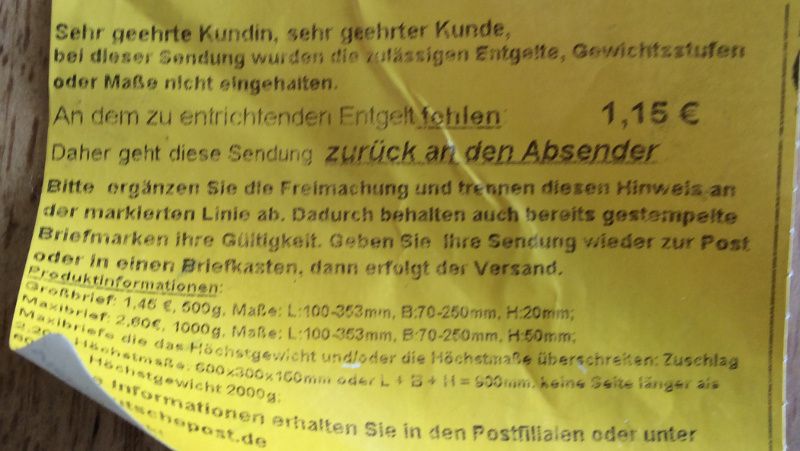 Sehr geehrte Kundin, sehr geehrter Kunde,
bei dieser Sendung wurden die zulässigen Entgelte, Gewichtsstufen
oder Maße nicht eingehalten.
An dem zu entrichtenden Entgelt fehlen: 1,15 €
Daher geht diese Sendung zurück an den Absender
Bitte ergänzen Sie die Freimachung und trennen diesen Hinweis an
der markierten Linie ab. Dadurch behalten auch bereits gestempelte
Briefmarken ihre Gültigkeit. Geben Sie Ihre Sendung wieder zur Post
oder in einen Briefkasten, dann erfolgt der Versand.
Produktinformationen:
Großbrief: 1,45 €, 500g, Maße: L:100-353mm, B:70-250mm, H:20mm;
Maxibrief: 2,60€, 1000g, Maße: L:100-353mm, B:70-250mm, H:50mm;
Maxibriefe die das Höchstgewicht und/oder die Höchstmaße überschreiten: Zuschlag
2,20€ Höchstmaße: 600x300x150mm oder L + B + H = 900mm, keine Seite länger als
Höchstgewicht 2000g.
Informationen erhalten Sie in den Postfilialen oder unter
utschepost.de